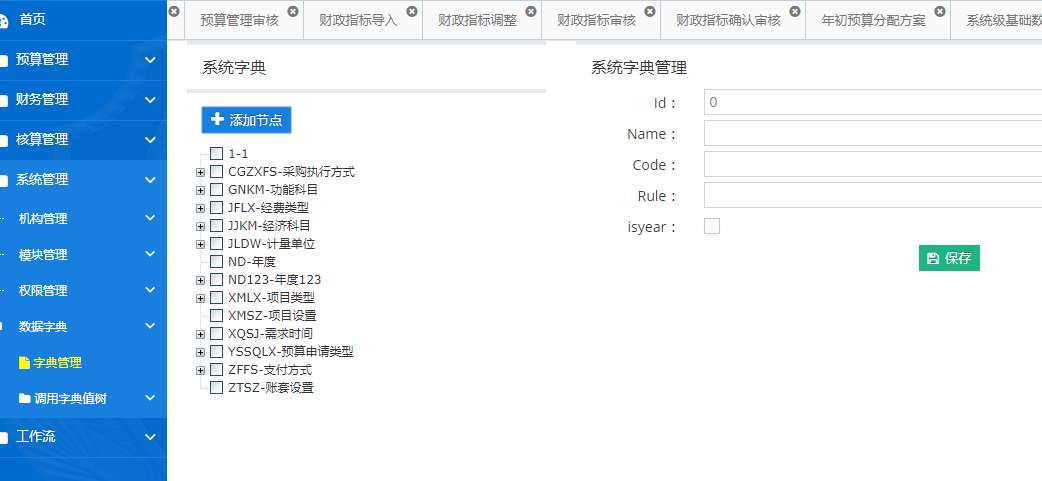 首页
预算管理
财务管理
核算管理
系统管理
机构管理
模块管理
权限管理
数据字典
字典管理
调用字典值树
工作流
预算管理审核
财政指标导入
财政指标调整
财政指标审核
财政指标确认审核
年初预算分配方案
系统级基础数
系统字典
添加节点
1-1
CGZXFS-采购执行方式
GNKM-功能科目
JFLX-经费类型
JJKM-经济科目
JLDW-计量单位
ND-年度
ND123-年度123
XMLX-项目类型
XMSZ-项目设置
XQSJ-需求时间
YSSQLX-预算申请类型
ZFFS-支付方式
ZTSZ-账套设置
系统字典管理
Id： 0
Name：
Code：
Rule：
isyear：
保存